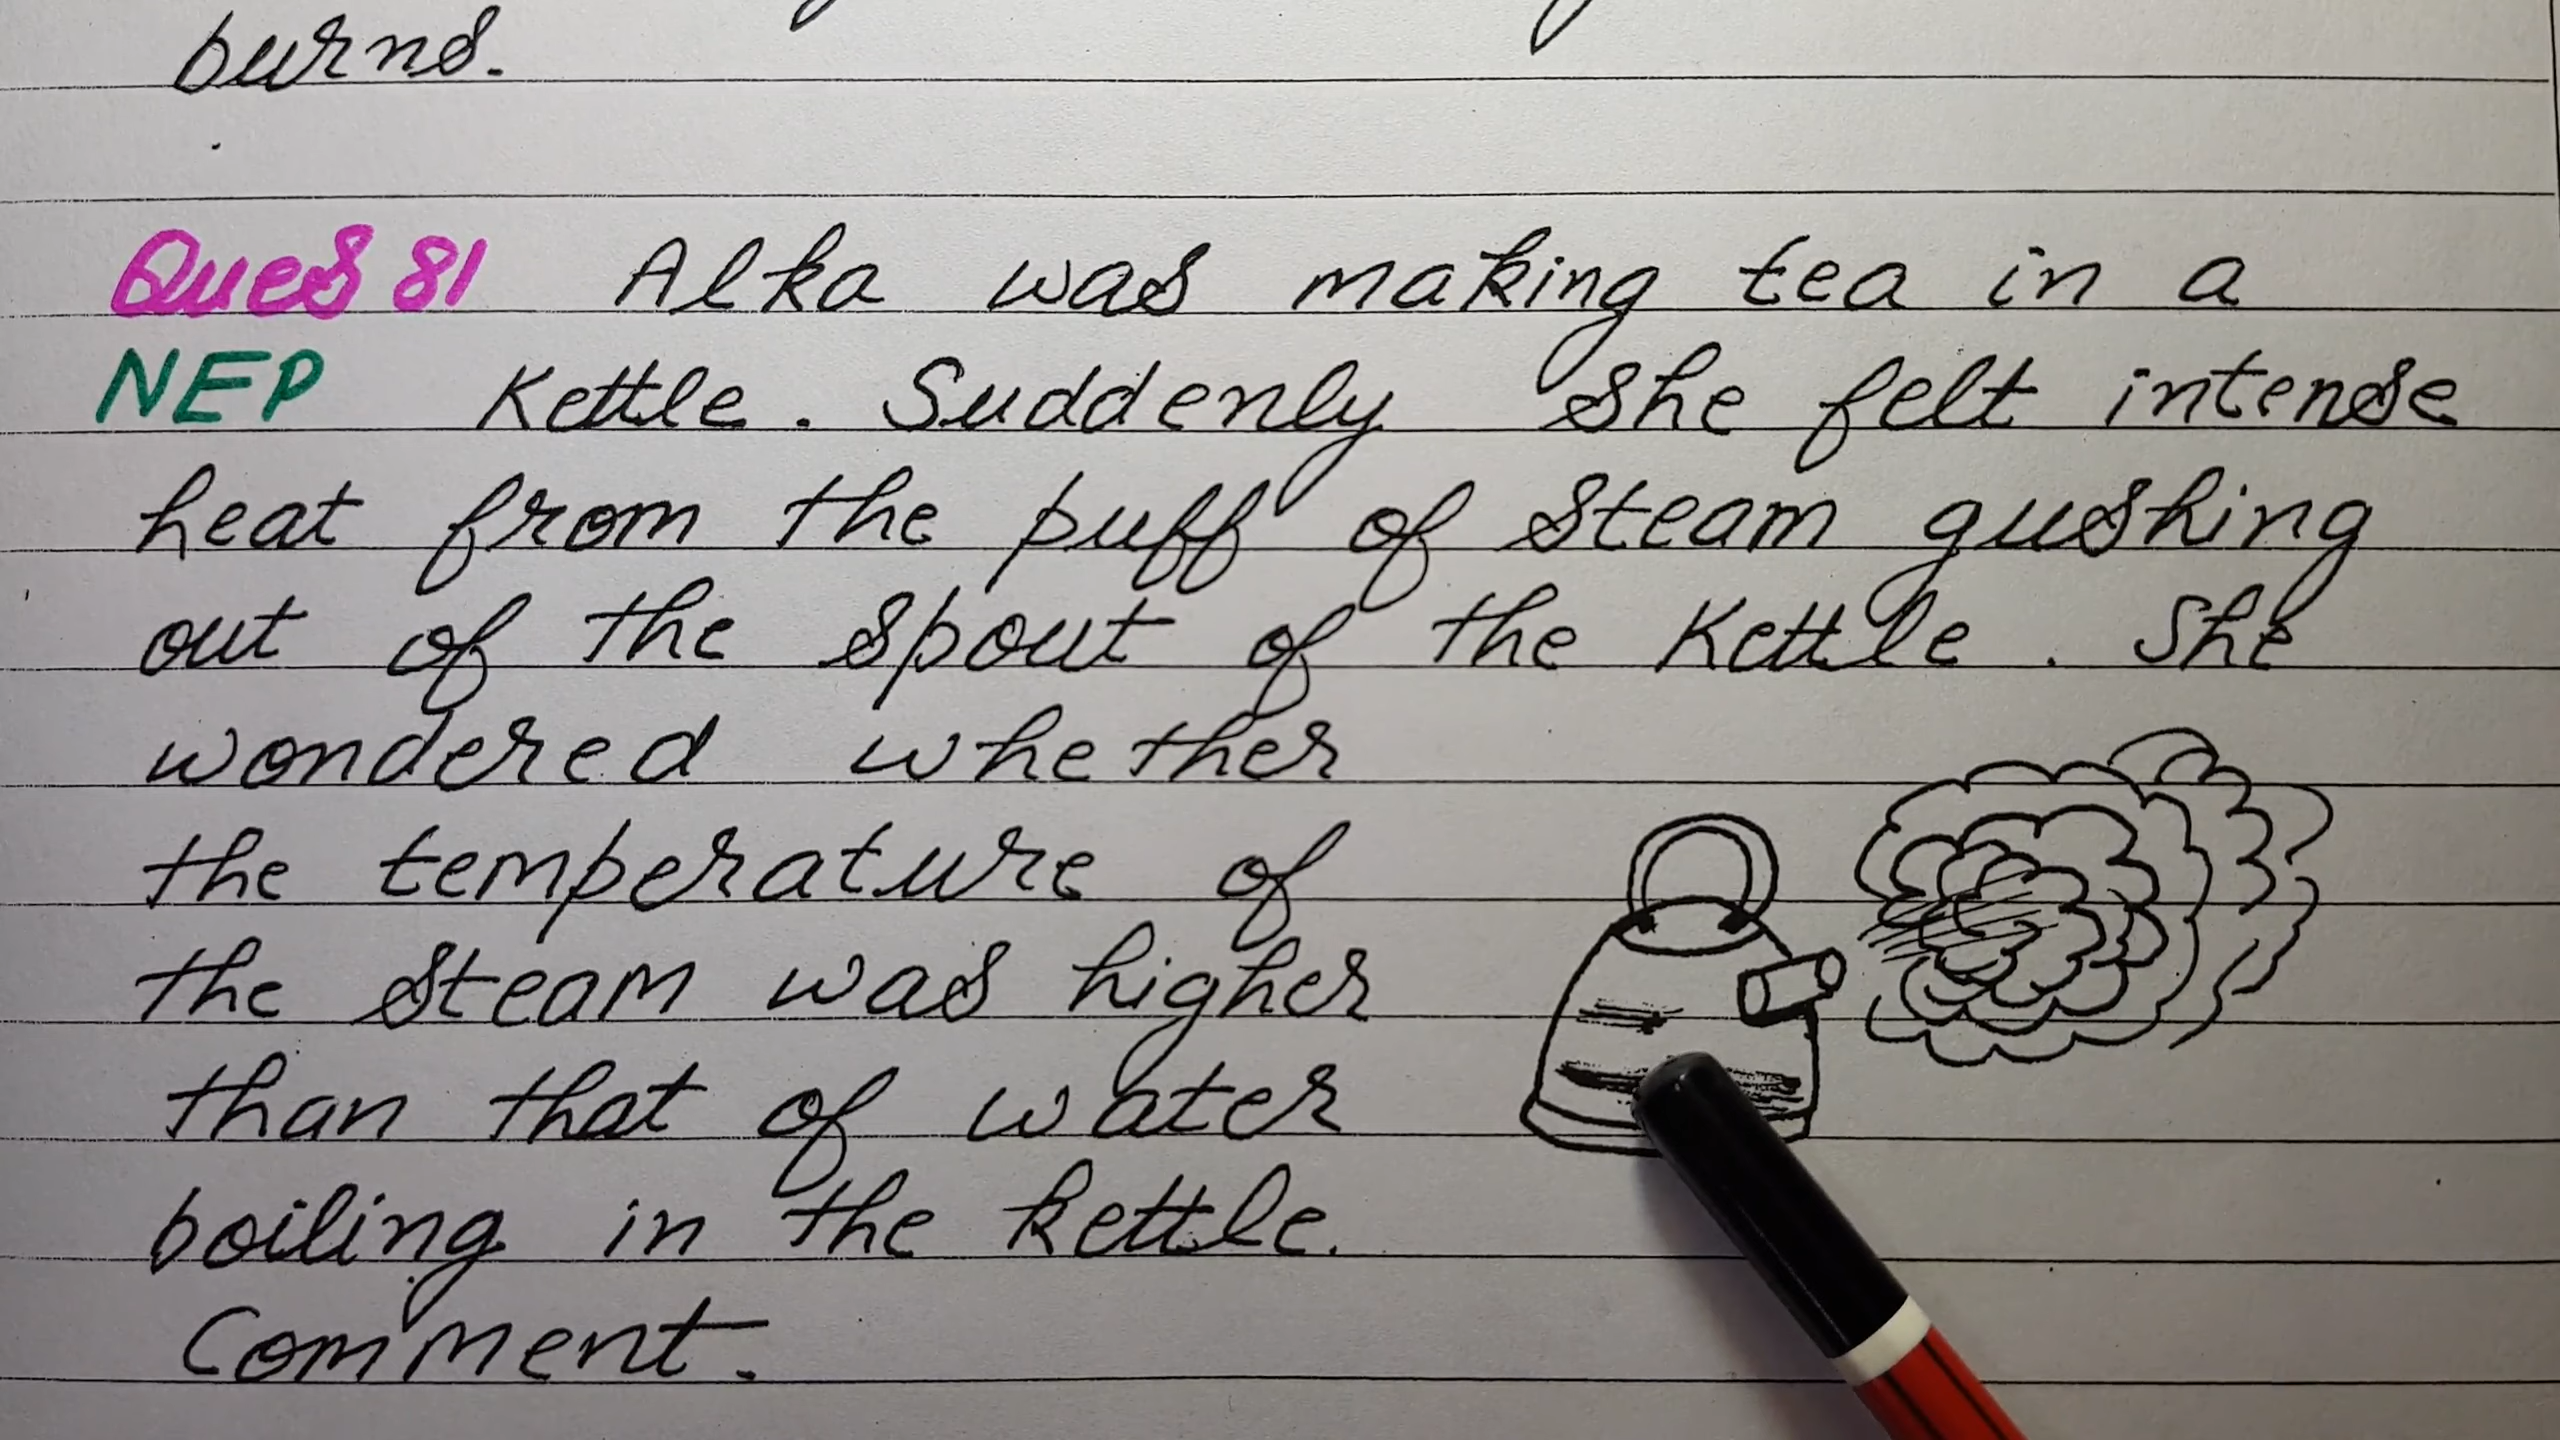 burns.
Ques 81 Alka was making tea in a
NEP Kettle. Suddenly she felt intense
heat from the puff of steam gushing
out of the spout of the Kettle. She
wondered whether
the temperature of
the steam was higher
than that of water
boiling in the kettle.
Comment.